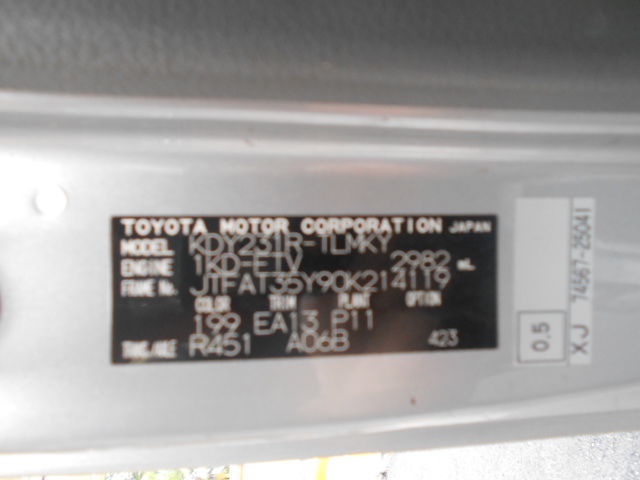 TOYOTA MOTOR CORPORATION JAPAN
MODEL KDY231R-TLMKY
ENGINE 1KD-FTV 2982 mL
FRAME No. JTFAT35Y90K214119
COLOR TRIM PLANT OPTION
199 EA13 P11
TRANS./AXLE R451 A06B 423
0.5
XJ 74567-25041